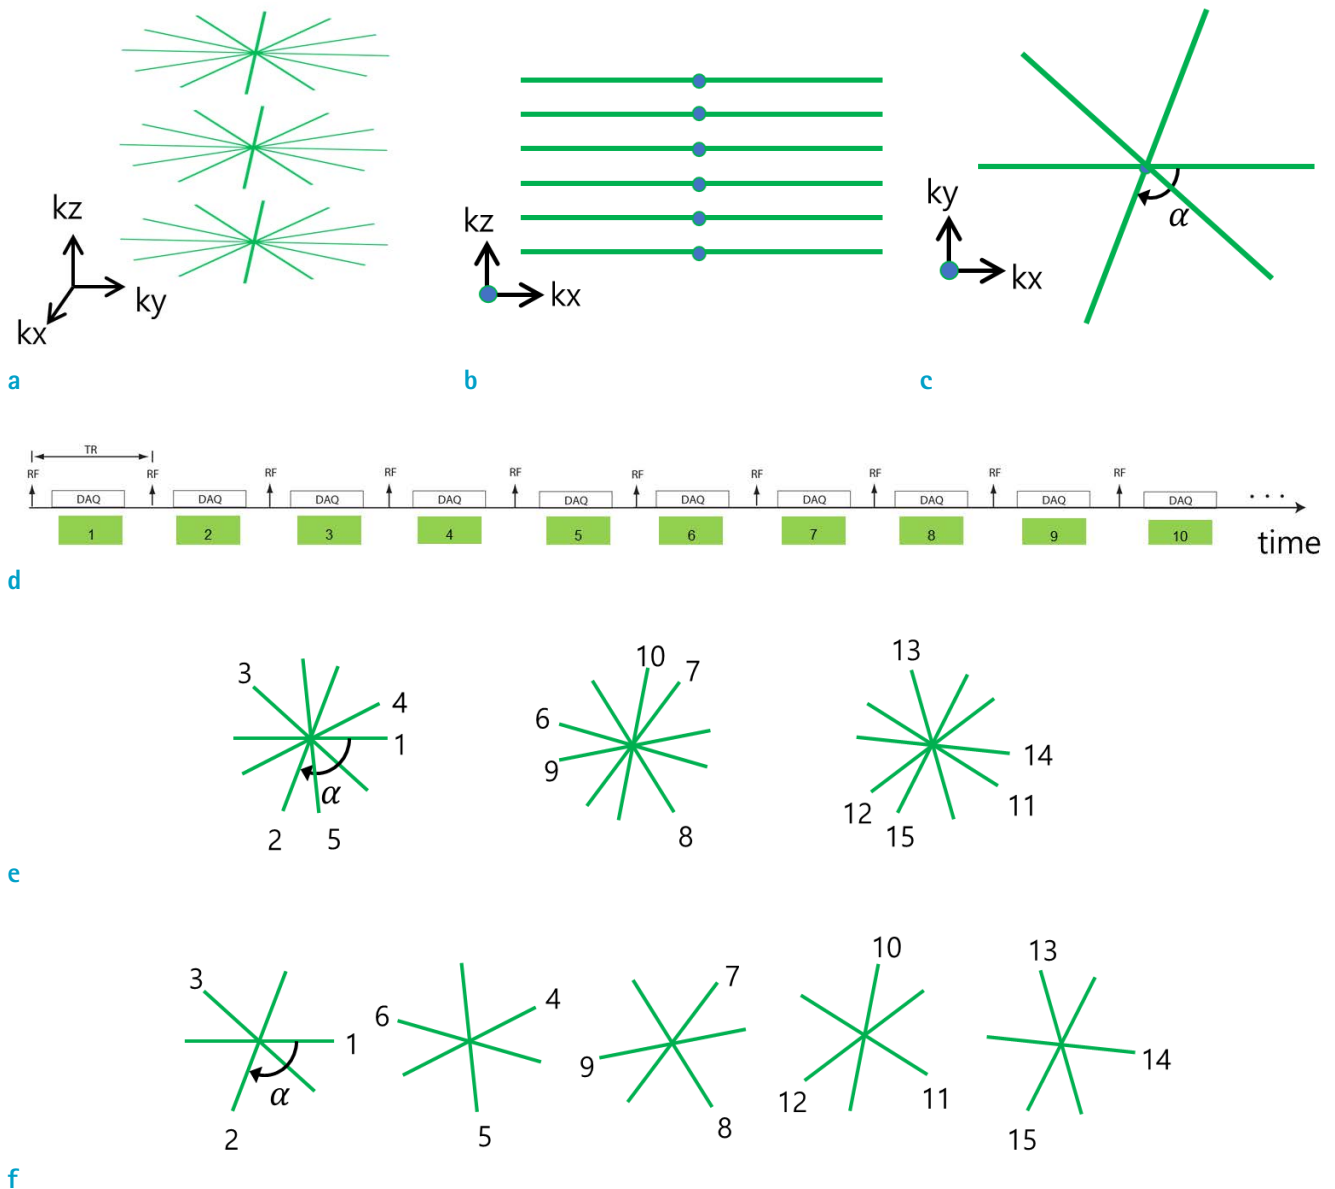 kz
ky
kx
a
kz
kx
b
ky
kx
α
c
TR
RF RF RF RF RF RF RF RF RF RF
DAQ DAQ DAQ DAQ DAQ DAQ DAQ DAQ DAQ DAQ ...
1 2 3 4 5 6 7 8 9 10
time
d
3
4
1
α
2 5
10
7
6
9
8
13
14
11
12
15
e
3
1
α
2
6
4
5
7
9
8
10
12
11
13
14
15
f